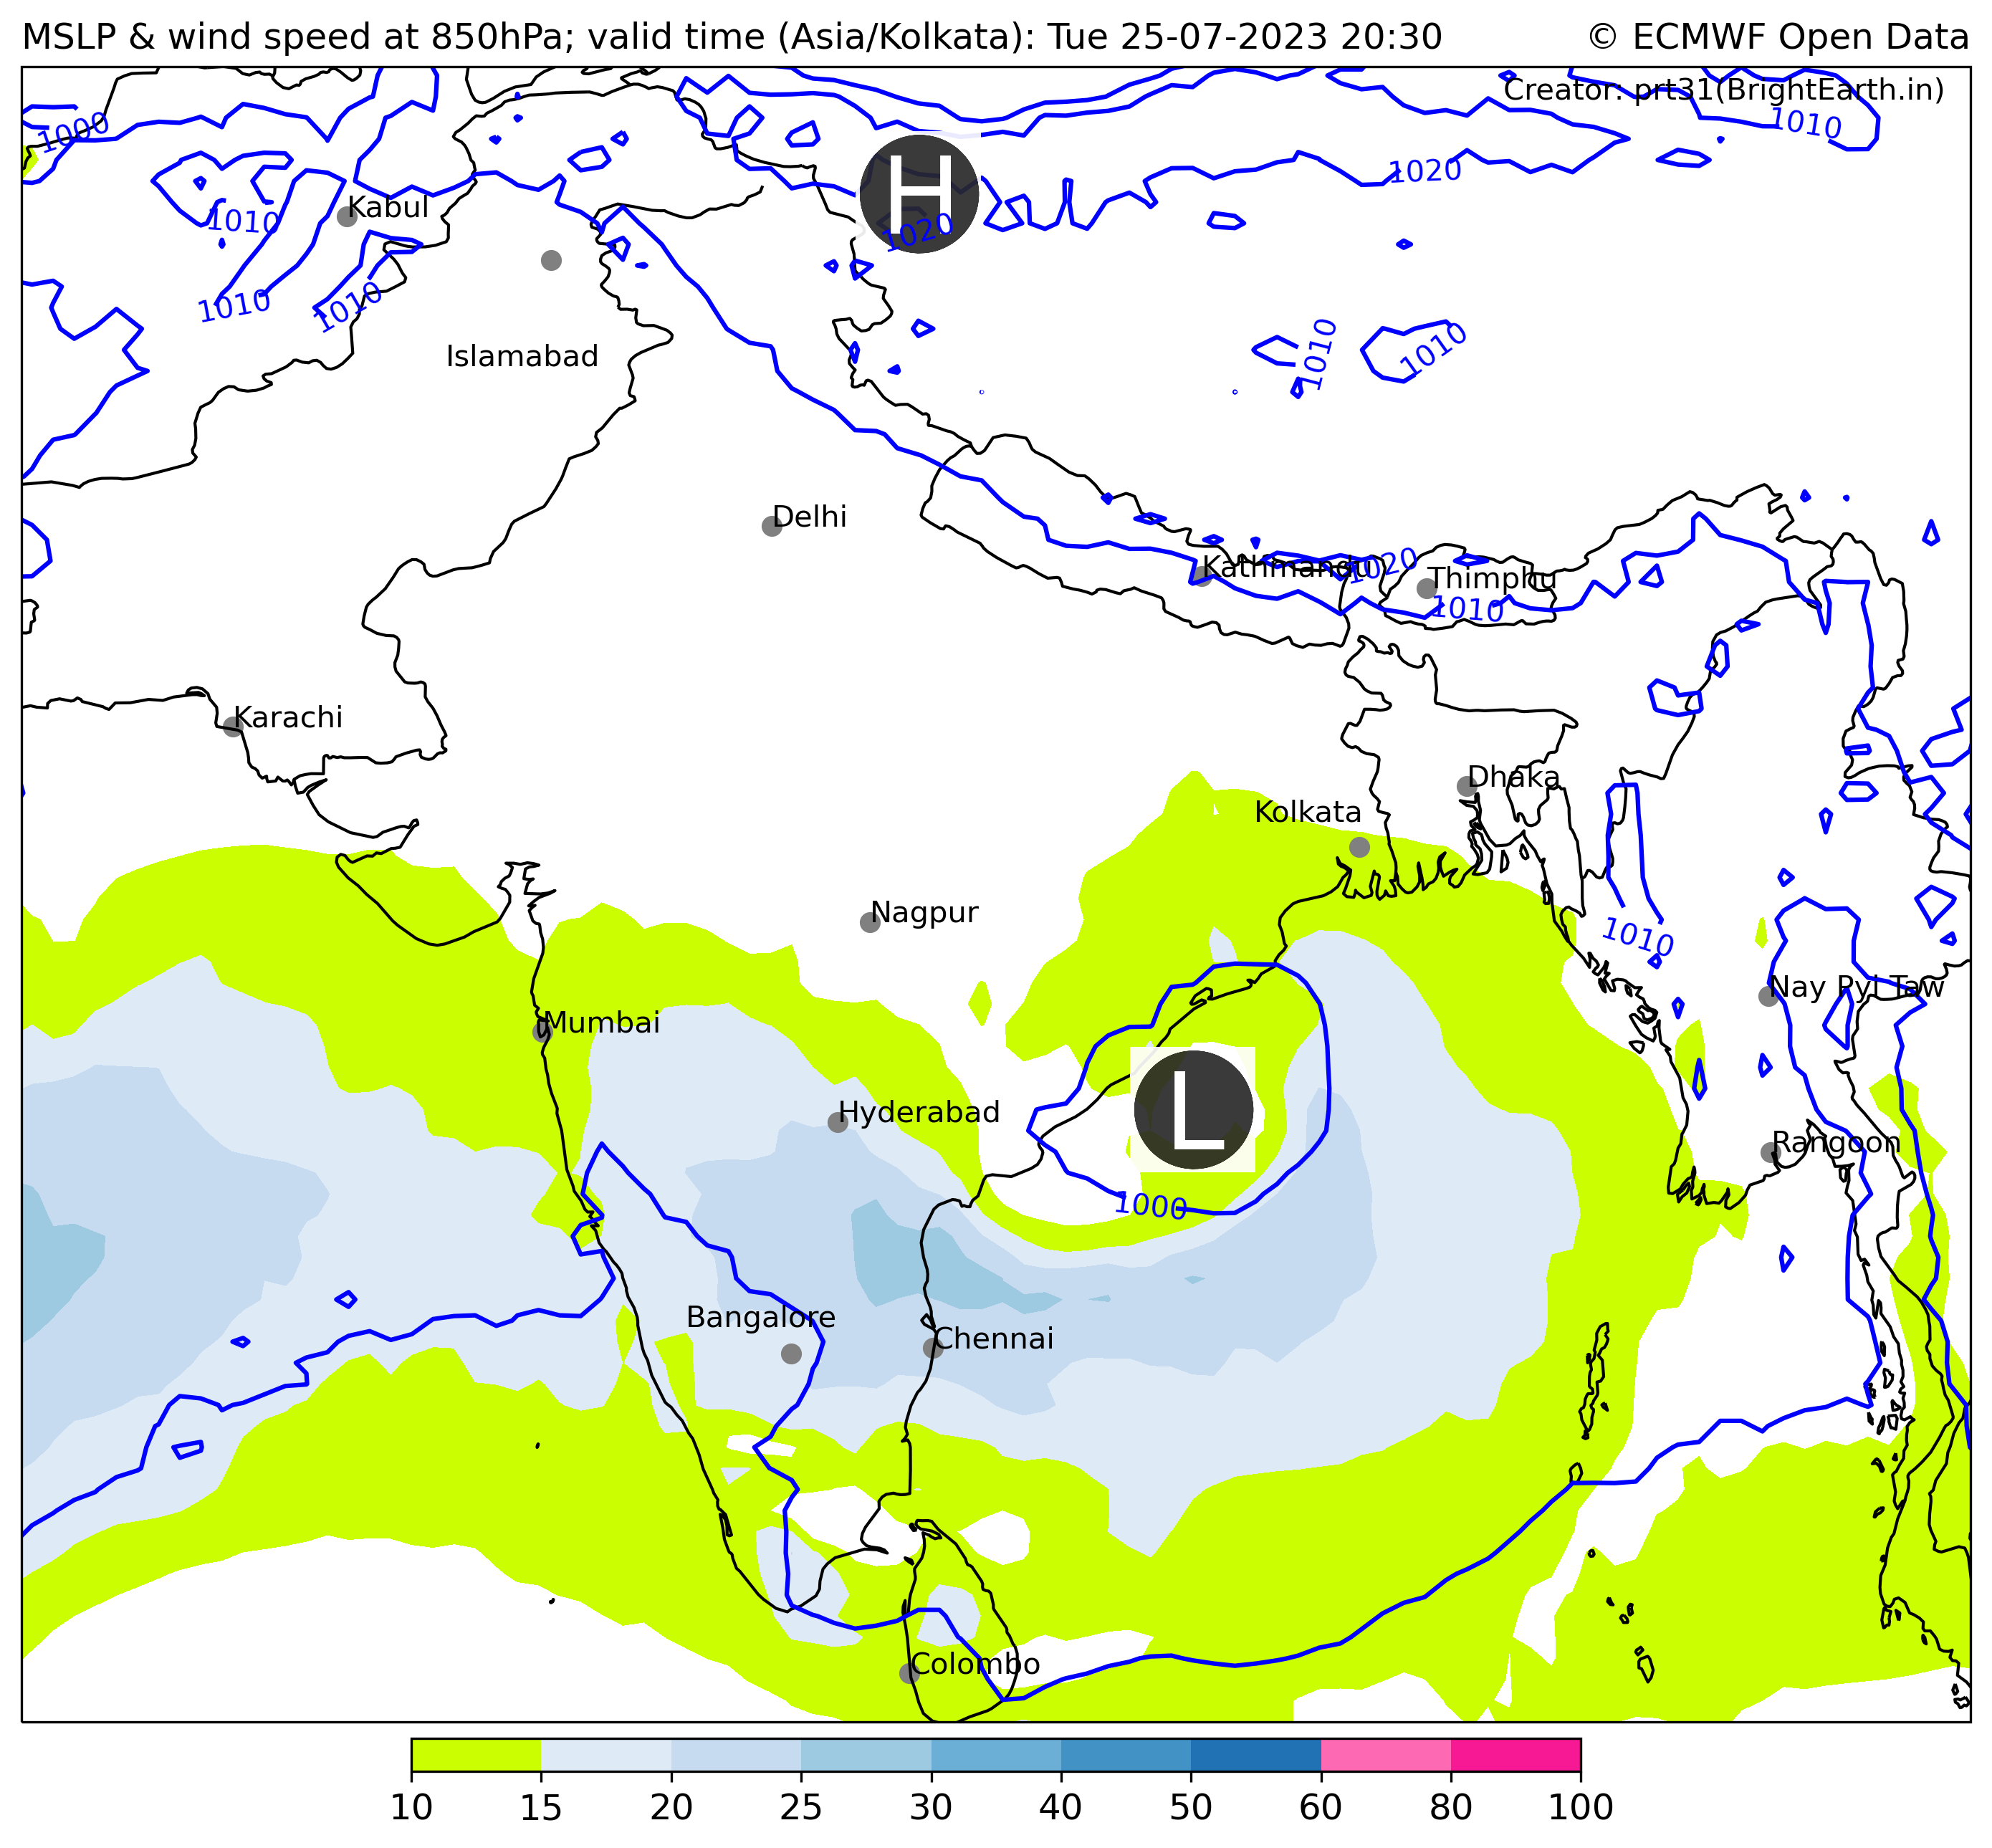 MSLP & wind speed at 850hPa; valid time (Asia/Kolkata): Tue 25-07-2023 20:30
© ECMWF Open Data
Creator: prt31(BrightEarth.in)
1000
1010
1020
H
1020
1010
Kabul
1010
1010
1010
1010
Islamabad
Delhi
Kathmandu
1020
Thimphu
1010
Karachi
Dhaka
Kolkata
Nagpur
1010
Nay Pyi Taw
Mumbai
L
Hyderabad
Rangoon
1000
Bangalore
Chennai
Colombo
10 15 20 25 30 40 50 60 80 100